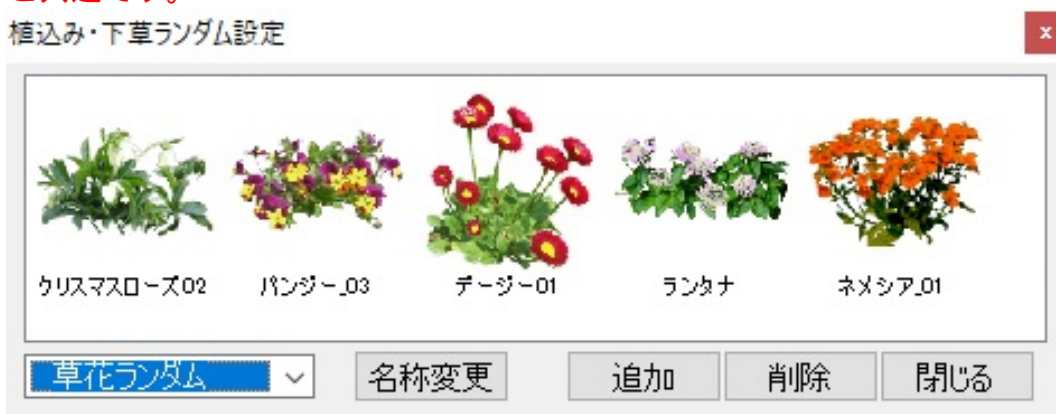 植込み・下草ランダム設定
x
クリスマスローズ02 パンジー_03 デージー01 ランタナ ネメシア_01
草花ランダム 名称変更 追加 削除 閉じる